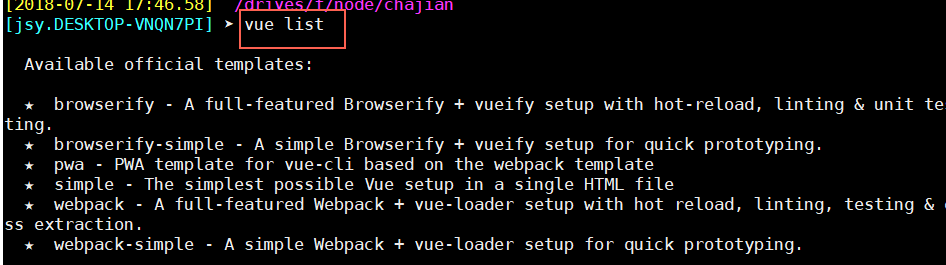 [2018-07-14 17:46.58] /drives/f/node/chajian
[jsy.DESKTOP-VNQN7PI] ➤ vue list
Available official templates:
★ browserify - A full-featured Browserify + vueify setup with hot-reload, linting & unit tes
ting.
★ browserify-simple - A simple Browserify + vueify setup for quick prototyping.
★ pwa - PWA template for vue-cli based on the webpack template
★ simple - The simplest possible Vue setup in a single HTML file
★ webpack - A full-featured Webpack + vue-loader setup with hot reload, linting, testing &
ss extraction.
★ webpack-simple - A simple Webpack + vue-loader setup for quick prototyping.